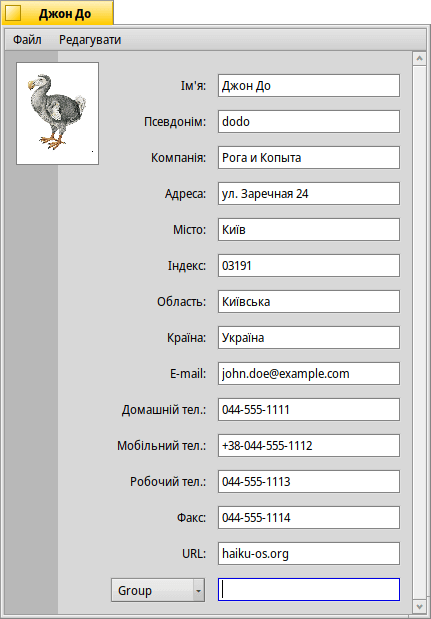 Джон До
Файл Редагувати
Ім'я: Джон До
Псевдонім: dodo
Компанія: Рога и Копыта
Адреса: ул. Заречная 24
Місто: Київ
Індекс: 03191
Область: Київська
Країна: Україна
E-mail: john.doe@example.com
Домашній тел.: 044-555-1111
Мобільний тел.: +38-044-555-1112
Робочий тел.: 044-555-1113
Факс: 044-555-1114
URL: haiku-os.org
Group